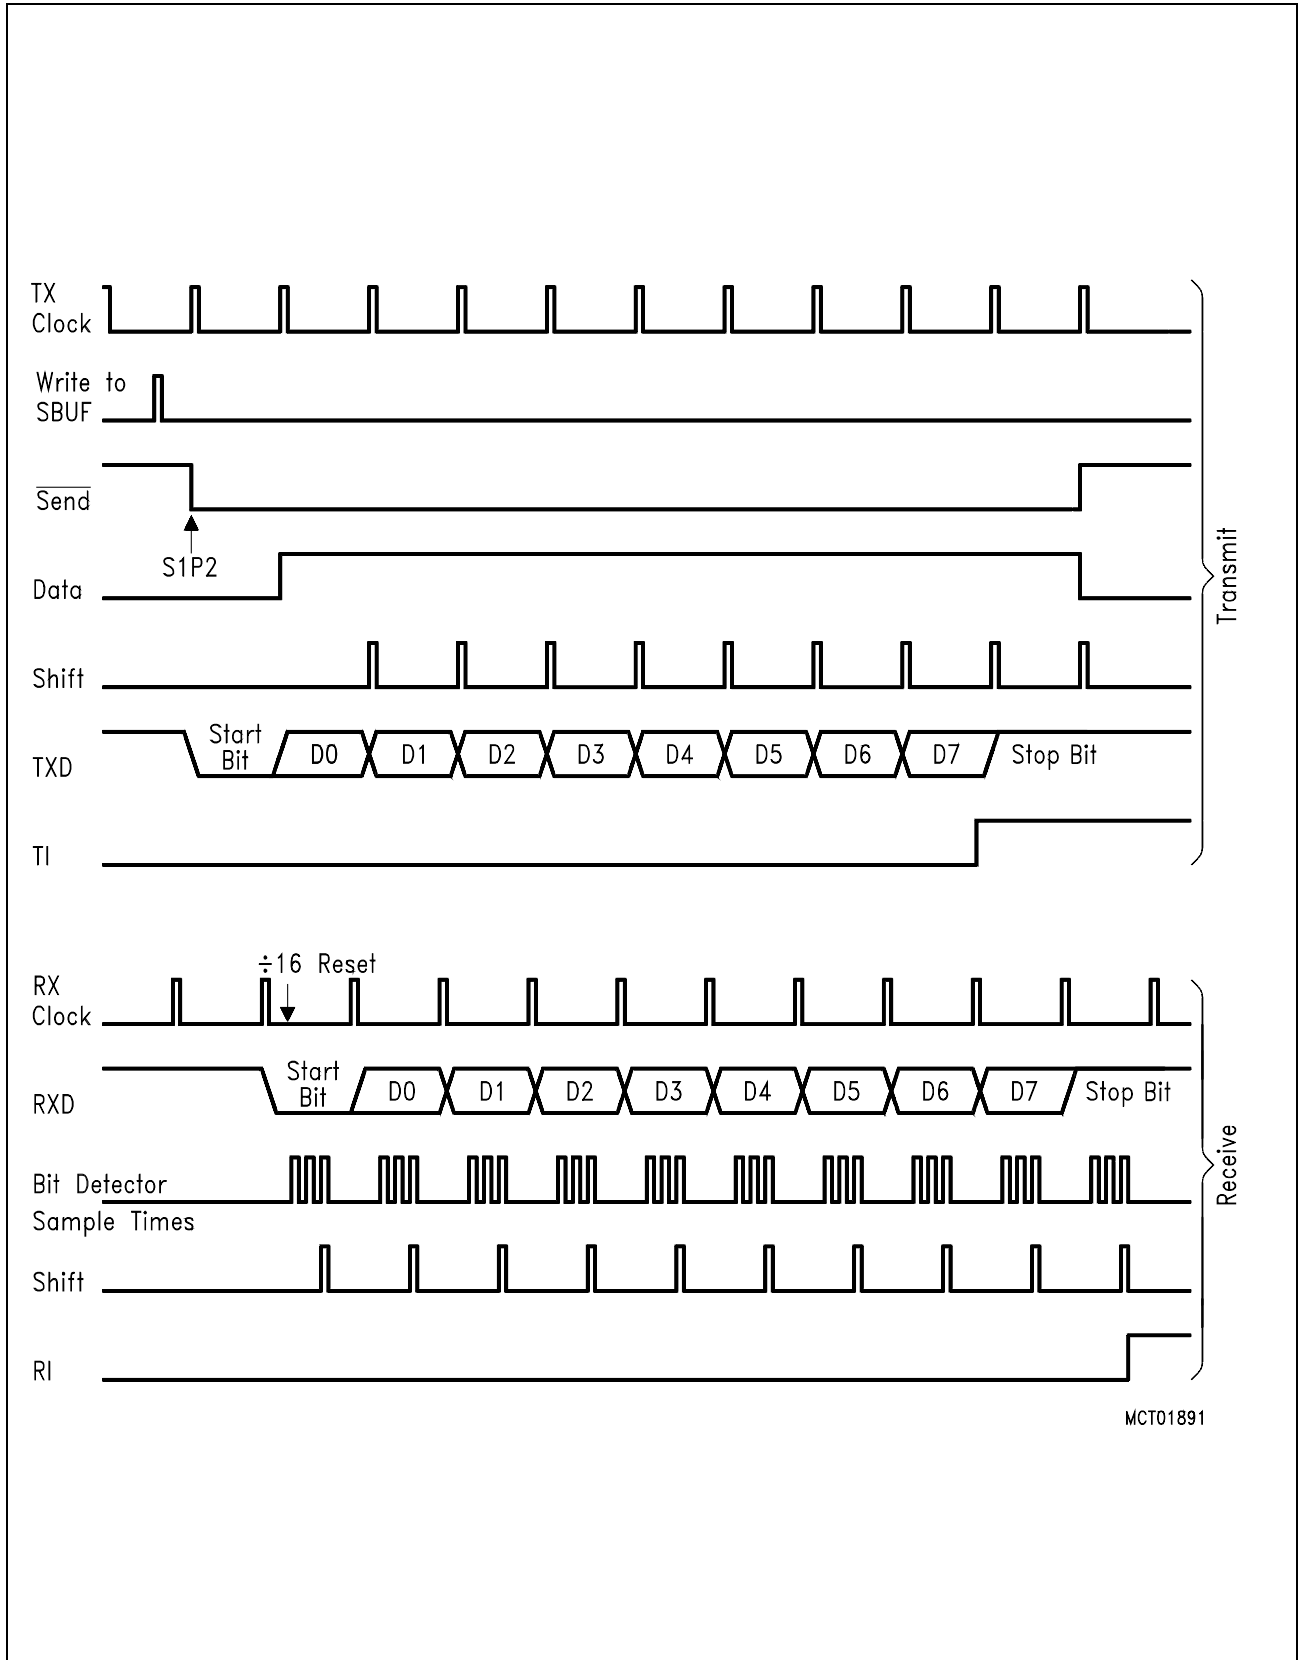 TX
Clock
Write to
SBUF
Send
S1P2
Data
Shift
Start
Bit
D0 D1 D2 D3 D4 D5 D6 D7 Stop Bit
TXD
TI
Transmit
÷16 Reset
RX
Clock
Start
Bit
D0 D1 D2 D3 D4 D5 D6 D7 Stop Bit
RXD
Bit Detector
Sample Times
Shift
RI
Receive
MCT01891